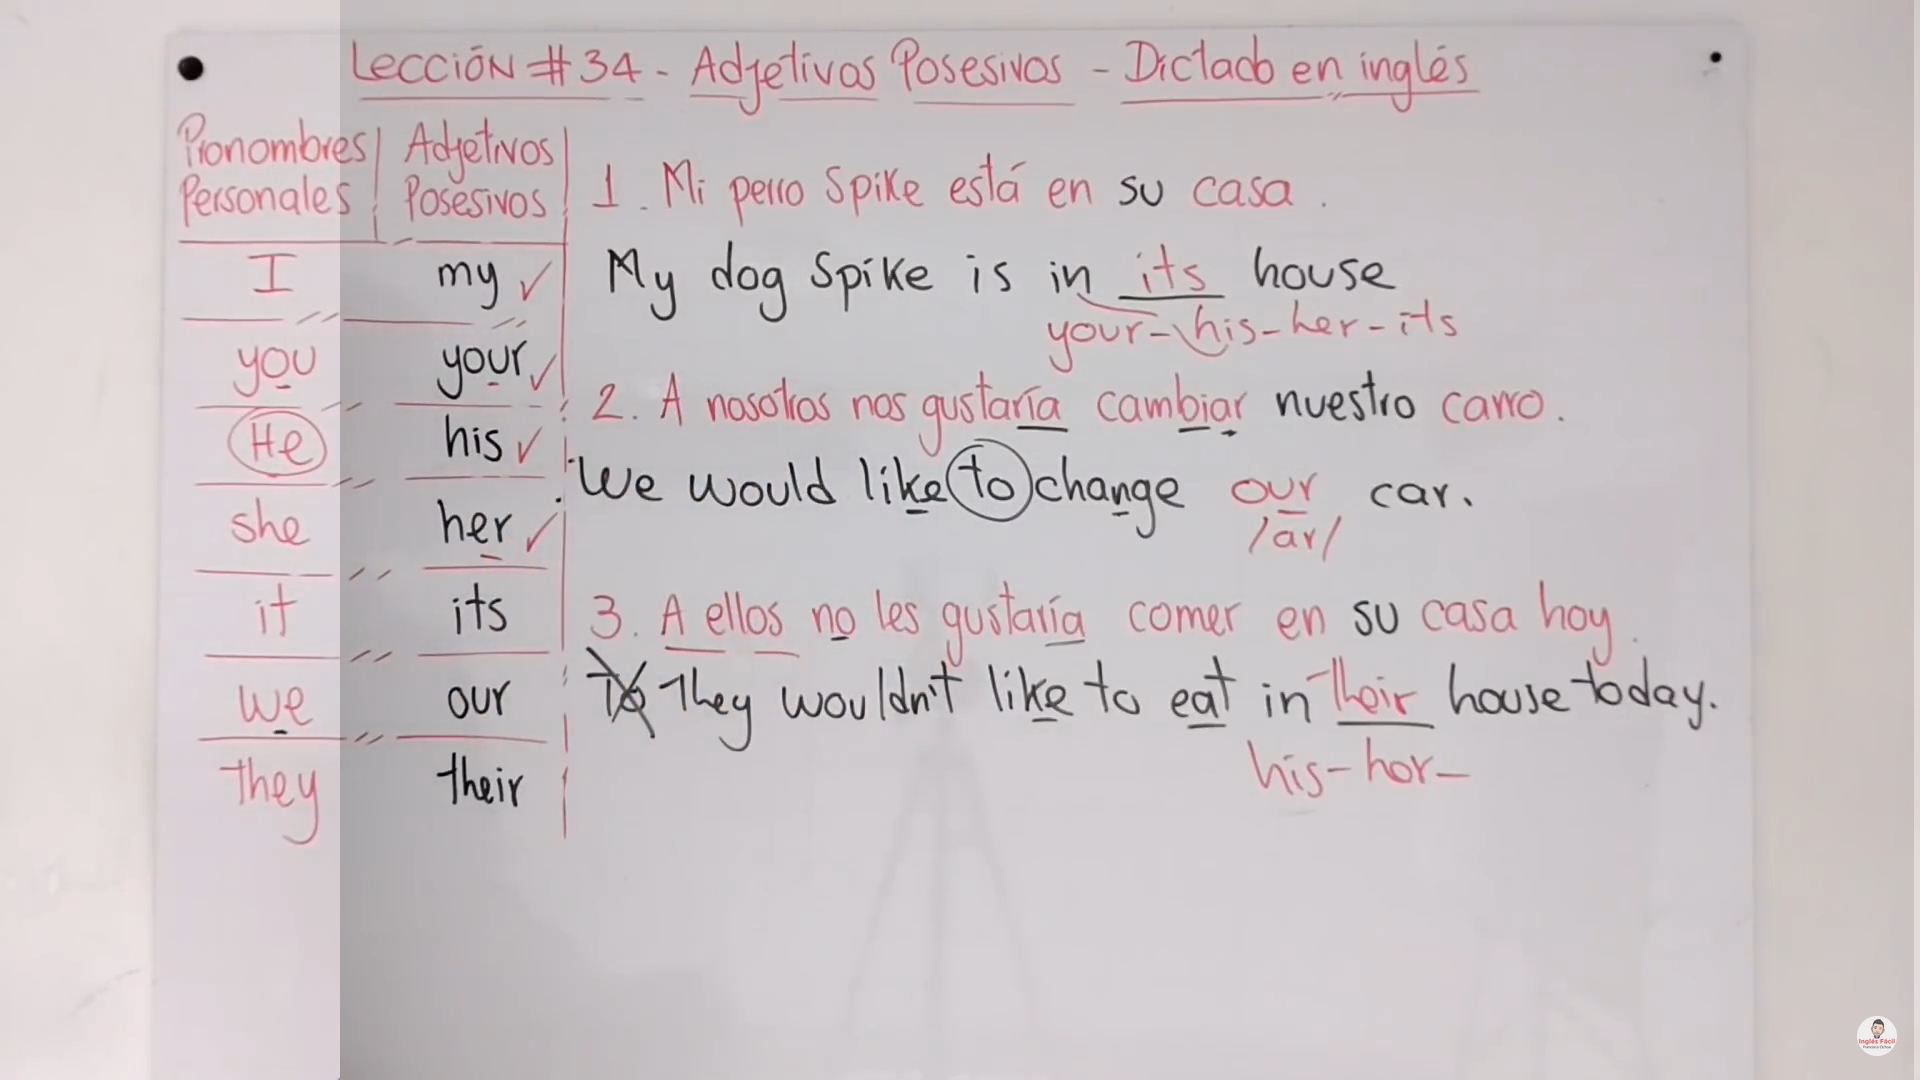 Lección # 34 - Adjetivos Posesivos - Dictado en inglés
Pronombres Personales | Adjetivos Posesivos
I my ✓
you your ✓
He his ✓
she her ✓
it its
we our
they their
1. Mi perro Spike está en su casa.
My dog Spike is in its house
your - his - her - its
2. A nosotros nos gustaría cambiar nuestro carro.
We would like to change our car.
/ar/
3. A ellos no les gustaría comer en su casa hoy.
They wouldn't like to eat in their house today.
his - her -
Inglés Fácil